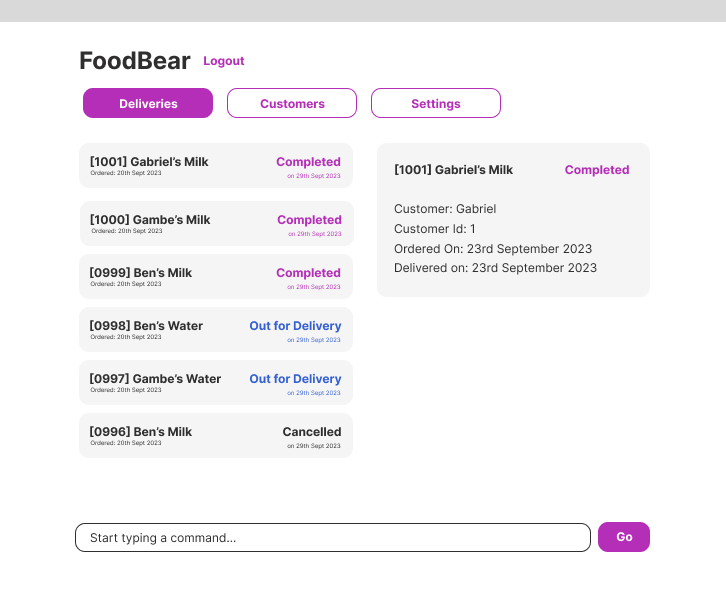 FoodBear Logout
Deliveries Customers Settings
[1001] Gabriel's Milk Completed
Ordered: 20th Sept 2023 on 29th Sept 2023
[1000] Gambe's Milk Completed
Ordered: 20th Sept 2023 on 29th Sept 2023
[0999] Ben's Milk Completed
Ordered: 20th Sept 2023 on 29th Sept 2023
[0998] Ben's Water Out for Delivery
Ordered: 20th Sept 2023 on 29th Sept 2023
[0997] Gambe's Water Out for Delivery
Ordered: 20th Sept 2023 on 29th Sept 2023
[0996] Ben's Milk Cancelled
Ordered: 20th Sept 2023 on 29th Sept 2023
[1001] Gabriel's Milk Completed
Customer: Gabriel
Customer Id: 1
Ordered On: 23rd September 2023
Delivered on: 23rd September 2023
Start typing a command... Go